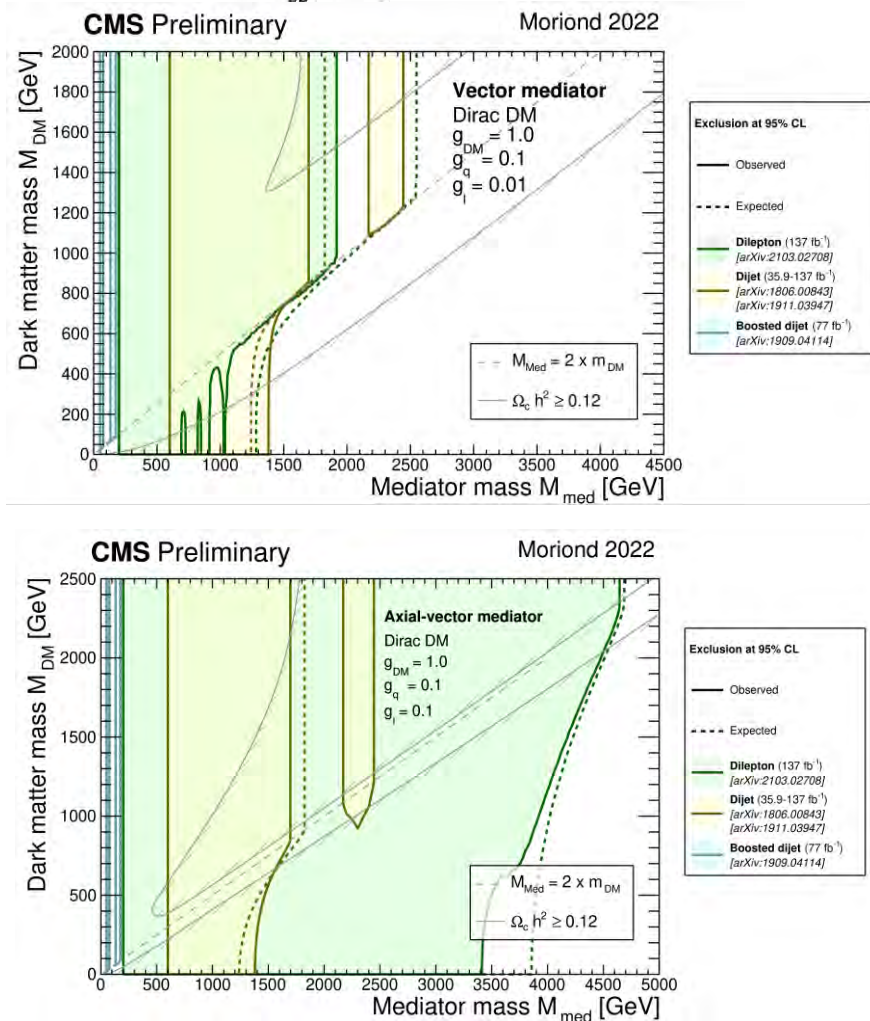 CMS Preliminary Moriond 2022
Dark matter mass M_DM [GeV]
2000
1800
1600
1400
1200
1000
800
600
400
200
0
Vector mediator
Dirac DM
g_DM = 1.0
g_q = 0.1
g_l = 0.01
M_Med = 2 x m_DM
Ω_c h² ≥ 0.12
0 500 1000 1500 2000 2500 3000 3500 4000 4500
Mediator mass M_med [GeV]
Exclusion at 95% CL
Observed
Expected
Dilepton (137 fb⁻¹)
[arXiv:2103.02708]
Dijet (35.9-137 fb⁻¹)
[arXiv:1806.00843]
[arXiv:1911.03947]
Boosted dijet (77 fb⁻¹)
[arXiv:1909.04114]
CMS Preliminary Moriond 2022
Dark matter mass M_DM [GeV]
2500
2000
1500
1000
500
0
Axial-vector mediator
Dirac DM
g_DM = 1.0
g_q = 0.1
g_l = 0.1
M_Med = 2 x m_DM
Ω_c h² ≥ 0.12
0 500 1000 1500 2000 2500 3000 3500 4000 4500 5000
Mediator mass M_med [GeV]
Exclusion at 95% CL
Observed
Expected
Dilepton (137 fb⁻¹)
[arXiv:2103.02708]
Dijet (35.9-137 fb⁻¹)
[arXiv:1806.00843]
[arXiv:1911.03947]
Boosted dijet (77 fb⁻¹)
[arXiv:1909.04114]